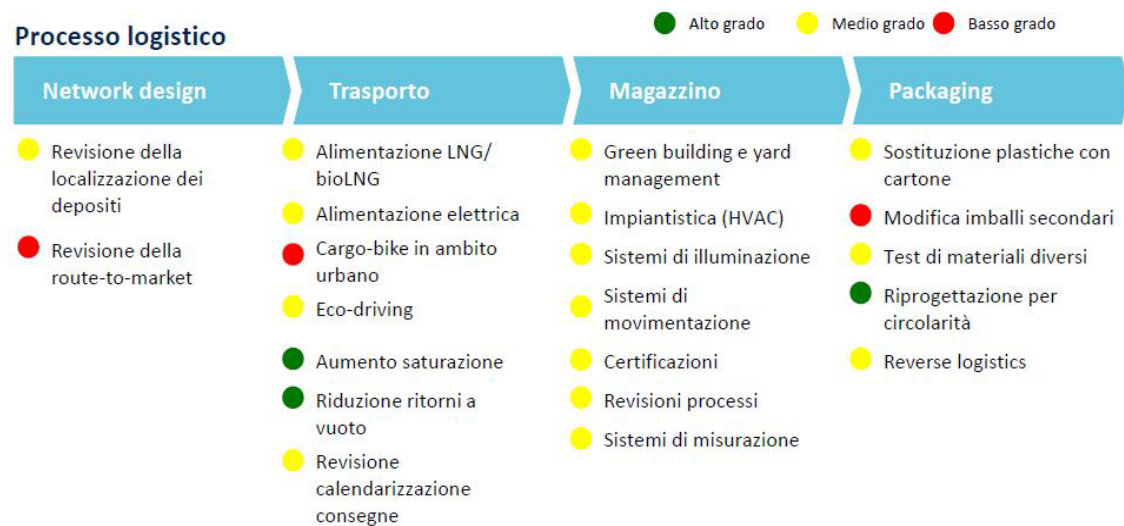 Processo logistico
Alto grado
Medio grado
Basso grado
Network design
Trasporto
Magazzino
Packaging
Revisione della
localizzazione dei
depositi
Revisione della
route-to-market
Alimentazione LNG/
bioLNG
Alimentazione elettrica
Cargo-bike in ambito
urbano
Eco-driving
Aumento saturazione
Riduzione ritorni a
vuoto
Revisione
calendarizzazione
consegne
Green building e yard
management
Impiantistica (HVAC)
Sistemi di illuminazione
Sistemi di
movimentazione
Certificazioni
Revisioni processi
Sistemi di misurazione
Sostituzione plastiche con
cartone
Modifica imballi secondari
Test di materiali diversi
Riprogettazione per
circolarità
Reverse logistics